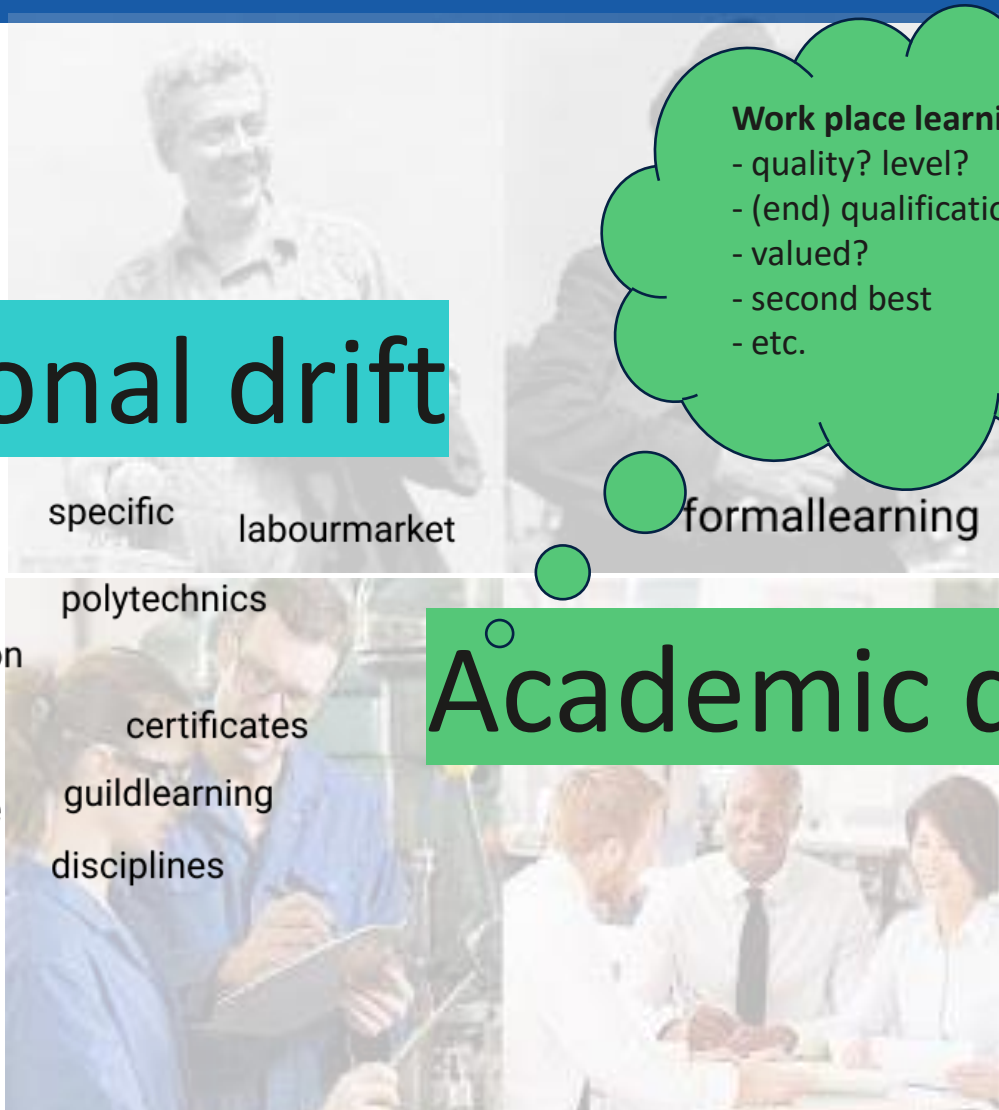 Work place learni
- quality? level?
- (end) qualificatio
- valued?
- second best
- etc.
onal drift
specific
labourmarket
formallearning
polytechnics
on
Academic d
certificates
guildlearning
disciplines